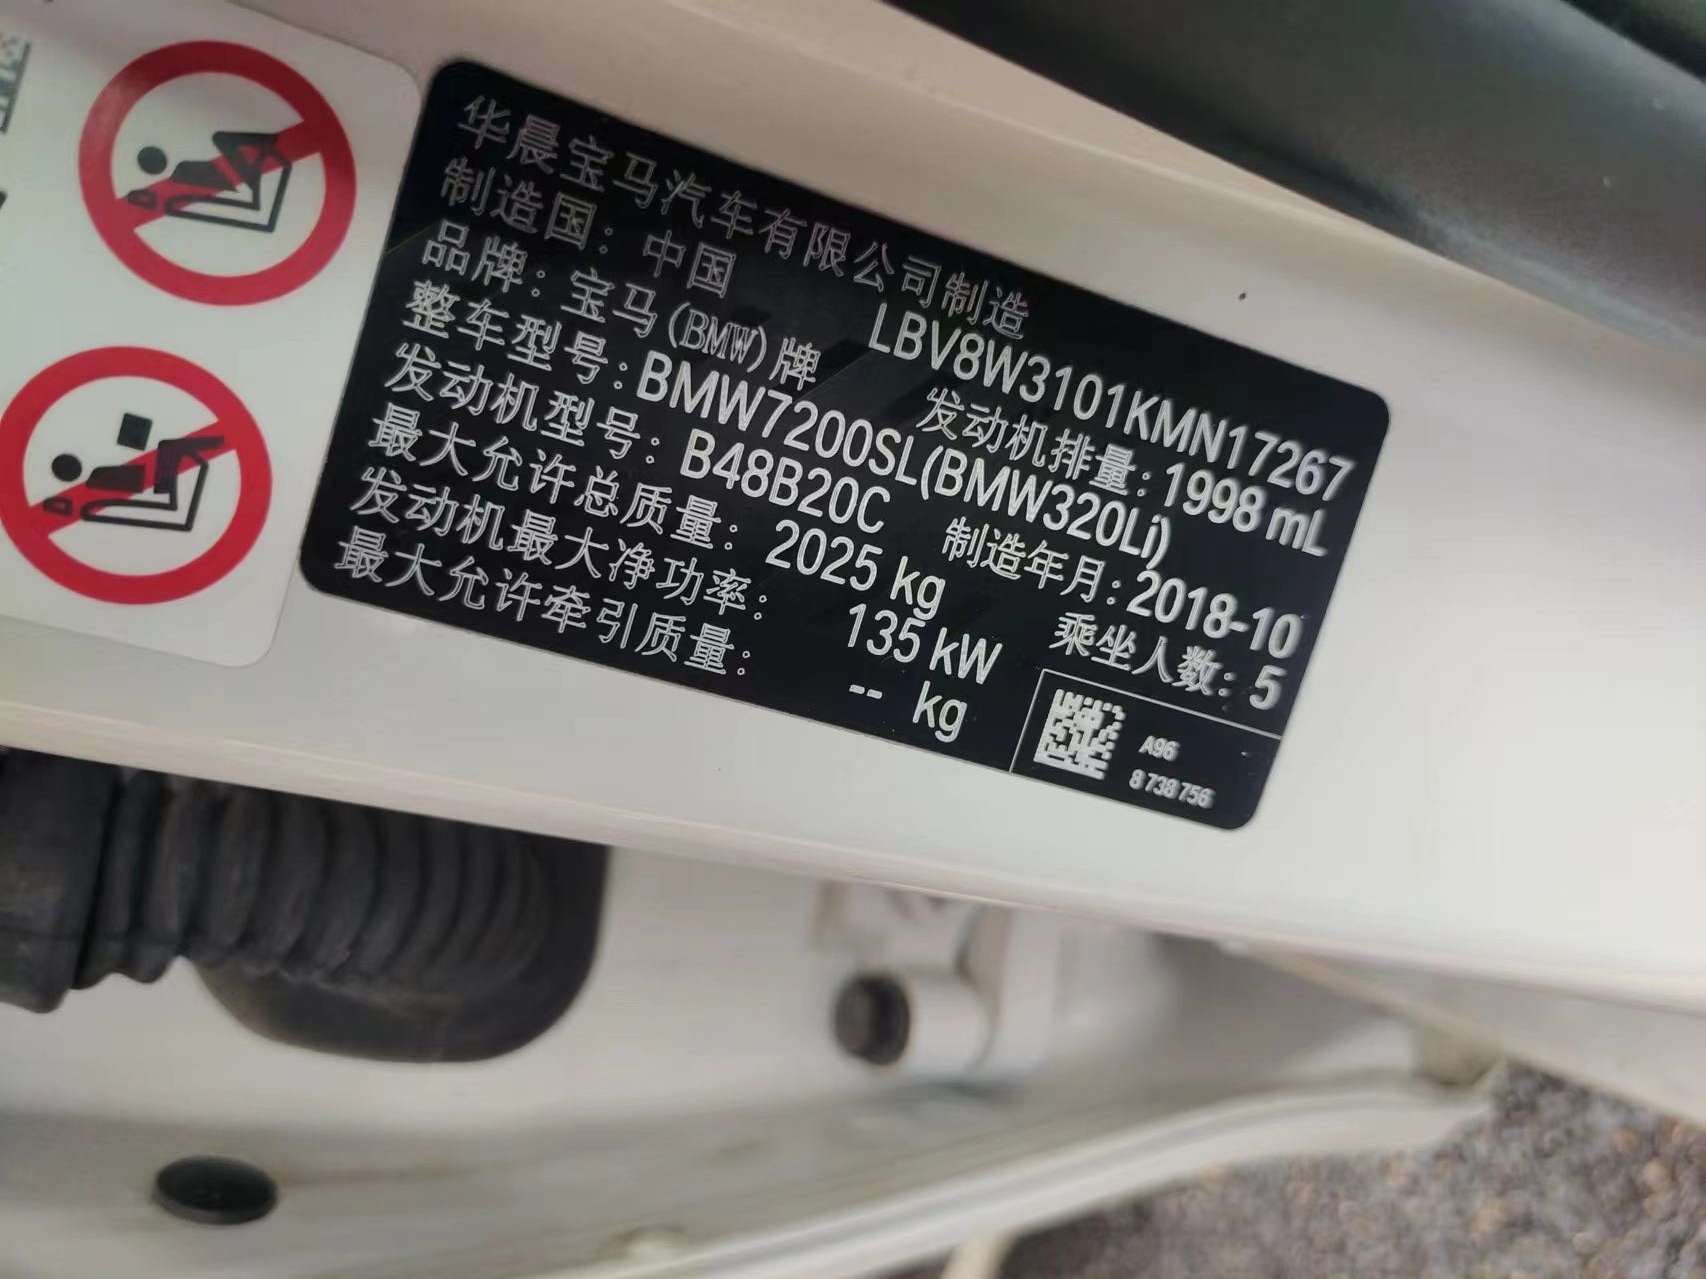 华晨宝马汽车有限公司制造
制造国：中国 LBV8W3101KMN17267
品牌：宝马(BMW)牌 发动机排量：1998 mL
整车型号：BMW7200SL(BMW320Li)
发动机型号：B48B20C 制造年月：2018-10
最大允许总质量：2025 kg 乘坐人数：5
发动机最大净功率：135 kW
最大允许牵引质量：-- kg
A96
8 738 756